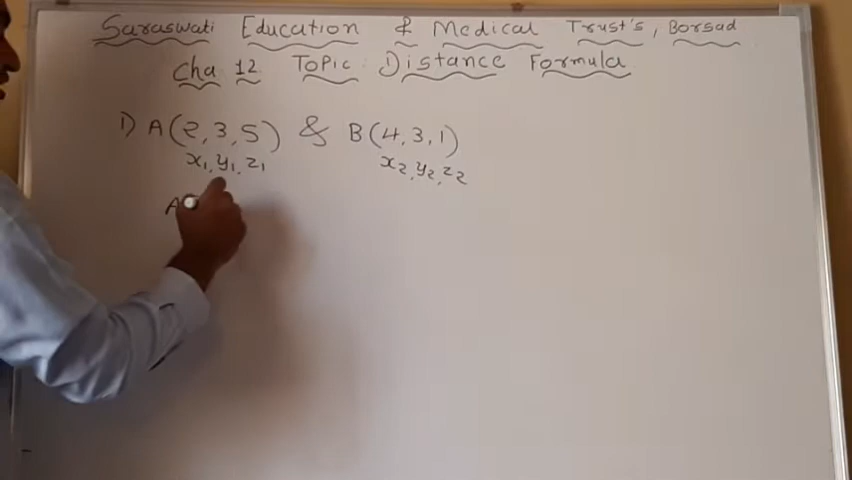 Saraswati Education & Medical Trust's, Borsad
Cha 12 Topic Distance Formula
1) A(2,3,5) & B(4,3,1)
x₁,y₁,z₁ x₂,y₂,z₂
A